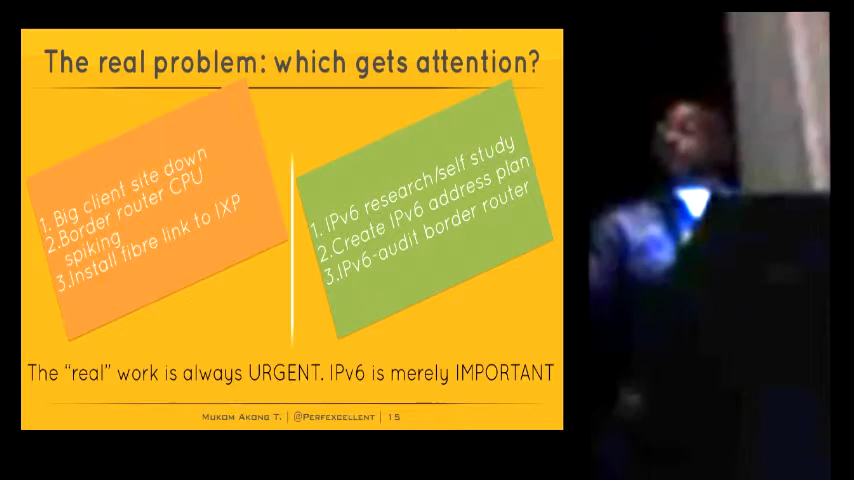 The real problem: which gets attention?
1. Big client site down
2.Border router CPU
spiking
3.Install fibre link to IXP
1. IPv6 research/self study
2.Create IPv6 address plan
3.IPv6-audit border router
The “real” work is always URGENT. IPv6 is merely IMPORTANT
Mukom Akong T. | @Perfexcellent | 15